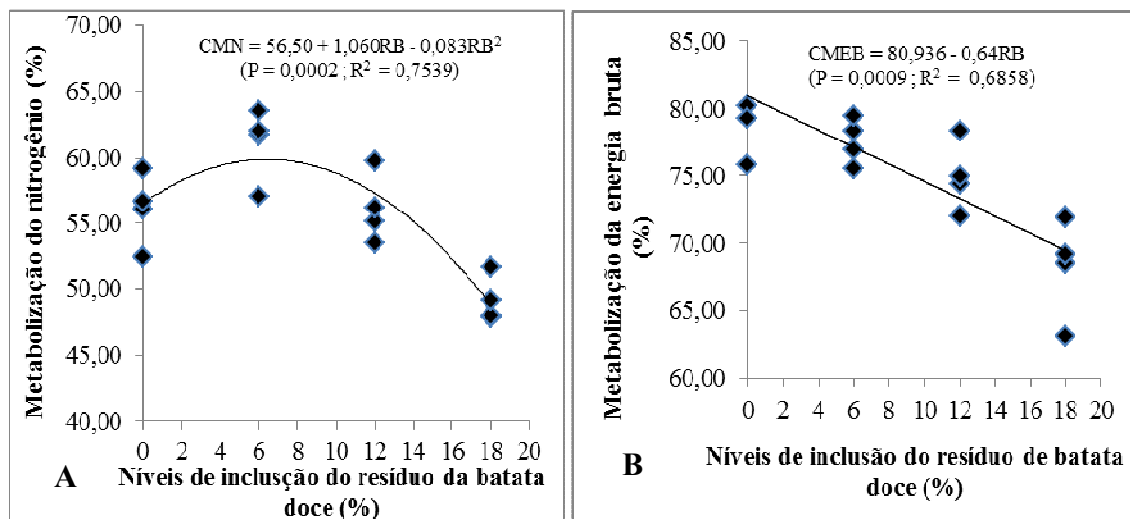 Metabolização do nitrogênio (%)
70,00
65,00
60,00
55,00
50,00
45,00
40,00
CMN = 56,50 + 1,060RB - 0,083RB²
(P = 0,0002 ; R² = 0,7539)
0 2 4 6 8 10 12 14 16 18 20
A
Níveis de inclusção do resíduo da batata
doce (%)
Metabolização da energia bruta
(%)
85,00
80,00
75,00
70,00
65,00
60,00
CMEB = 80,936 - 0,64RB
(P = 0,0009 ; R² = 0,6858)
0 2 4 6 8 10 12 14 16 18 20
B
Níveis de inclusão do resíduo de batata
doce (%)